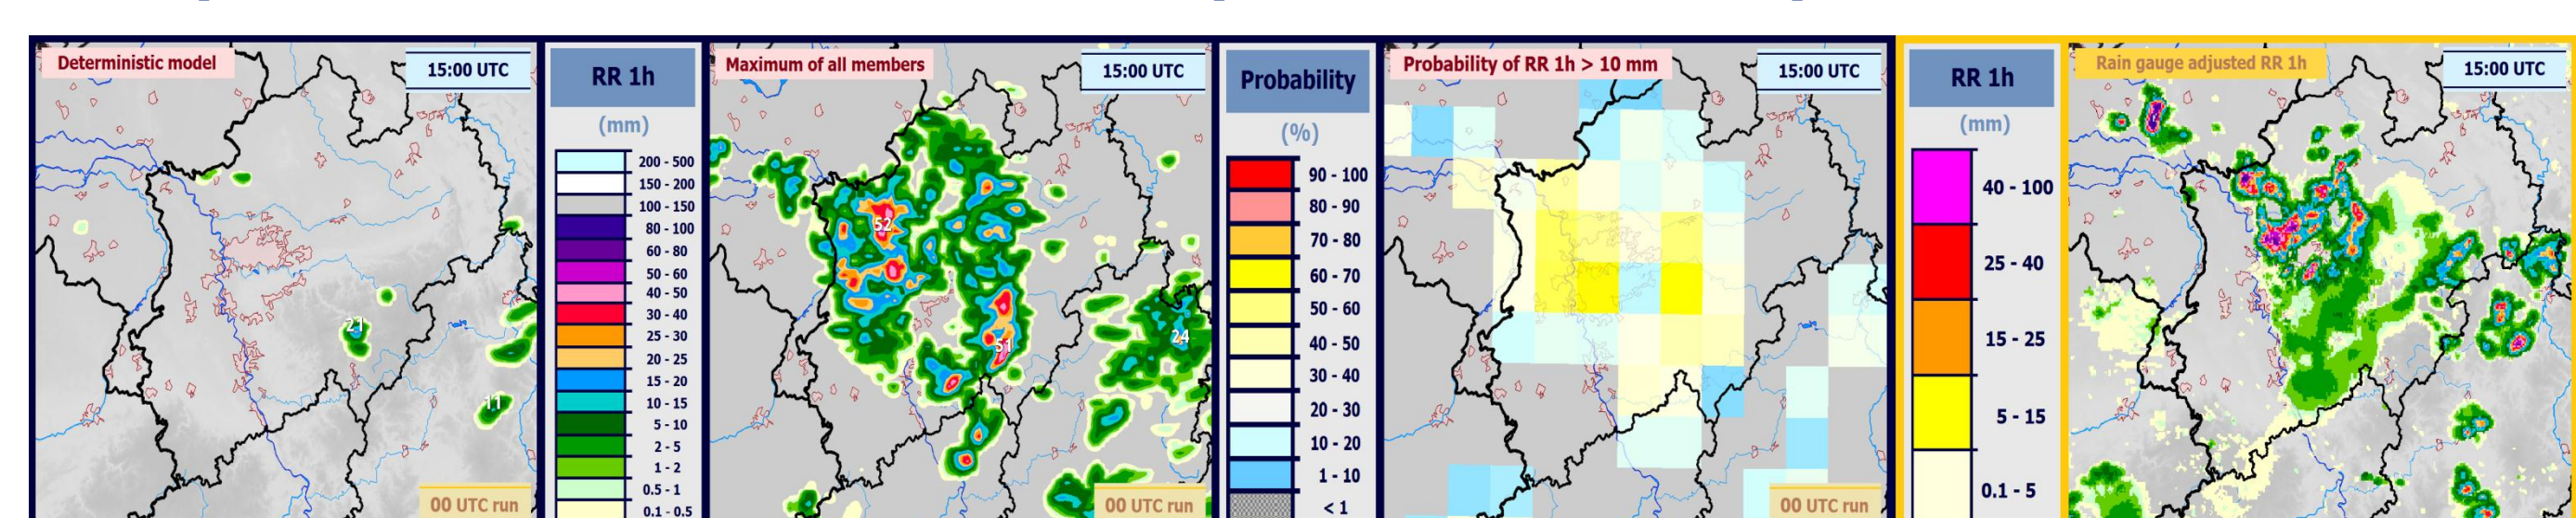 Deterministic model
15:00 UTC
21
11
00 UTC run
RR 1h
(mm)
200 - 500
150 - 200
100 - 150
80 - 100
60 - 80
50 - 60
40 - 50
30 - 40
25 - 30
20 - 25
15 - 20
10 - 15
5 - 10
2 - 5
1 - 2
0.5 - 1
0.1 - 0.5
Maximum of all members
15:00 UTC
52
51
24
00 UTC run
Probability
(%)
90 - 100
80 - 90
70 - 80
60 - 70
50 - 60
40 - 50
30 - 40
20 - 30
10 - 20
1 - 10
< 1
Probability of RR 1h > 10 mm
15:00 UTC
00 UTC run
RR 1h
(mm)
40 - 100
25 - 40
15 - 25
5 - 15
0.1 - 5
Rain gauge adjusted RR 1h
15:00 UTC